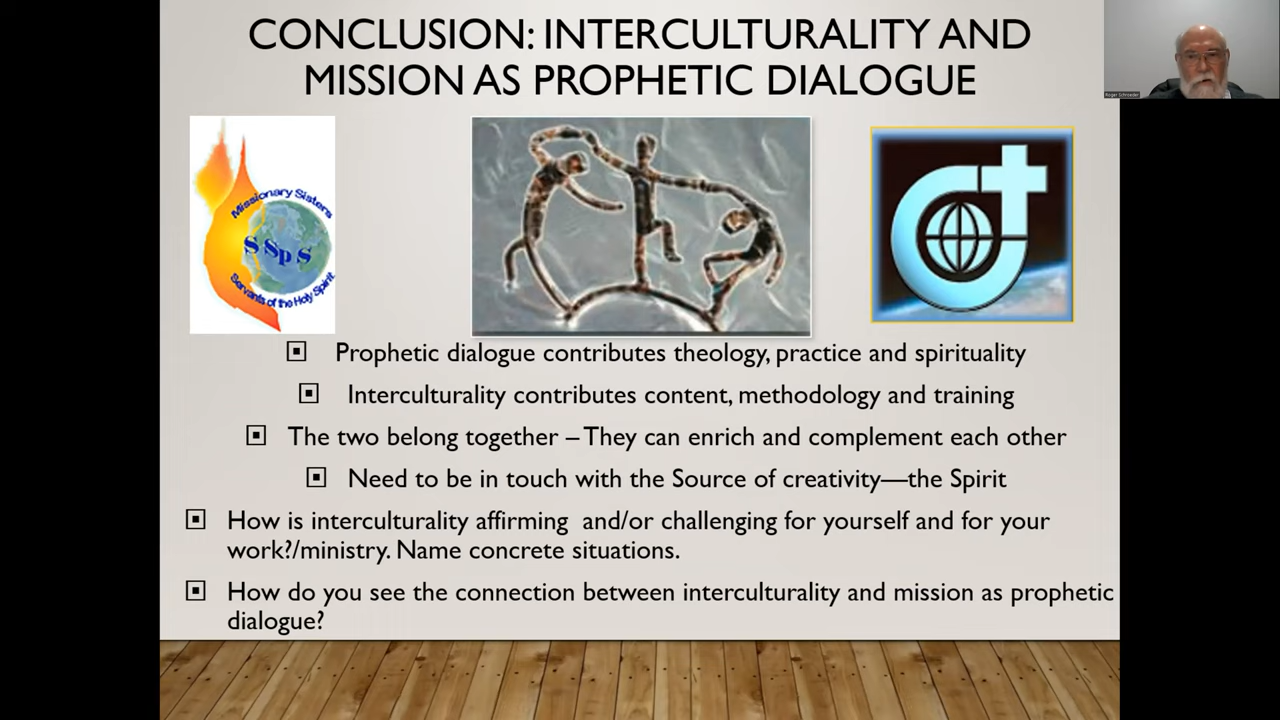 CONCLUSION: INTERCULTURALITY AND
MISSION AS PROPHETIC DIALOGUE
Roger Schroeder
Missionary Sisters
S Sp S
Servants of the Holy Spirit
Prophetic dialogue contributes theology, practice and spirituality
Interculturality contributes content, methodology and training
The two belong together – They can enrich and complement each other
Need to be in touch with the Source of creativity—the Spirit
How is interculturality affirming  and/or challenging for yourself and for your
work?/ministry. Name concrete situations.
How do you see the connection between interculturality and mission as prophetic
dialogue?